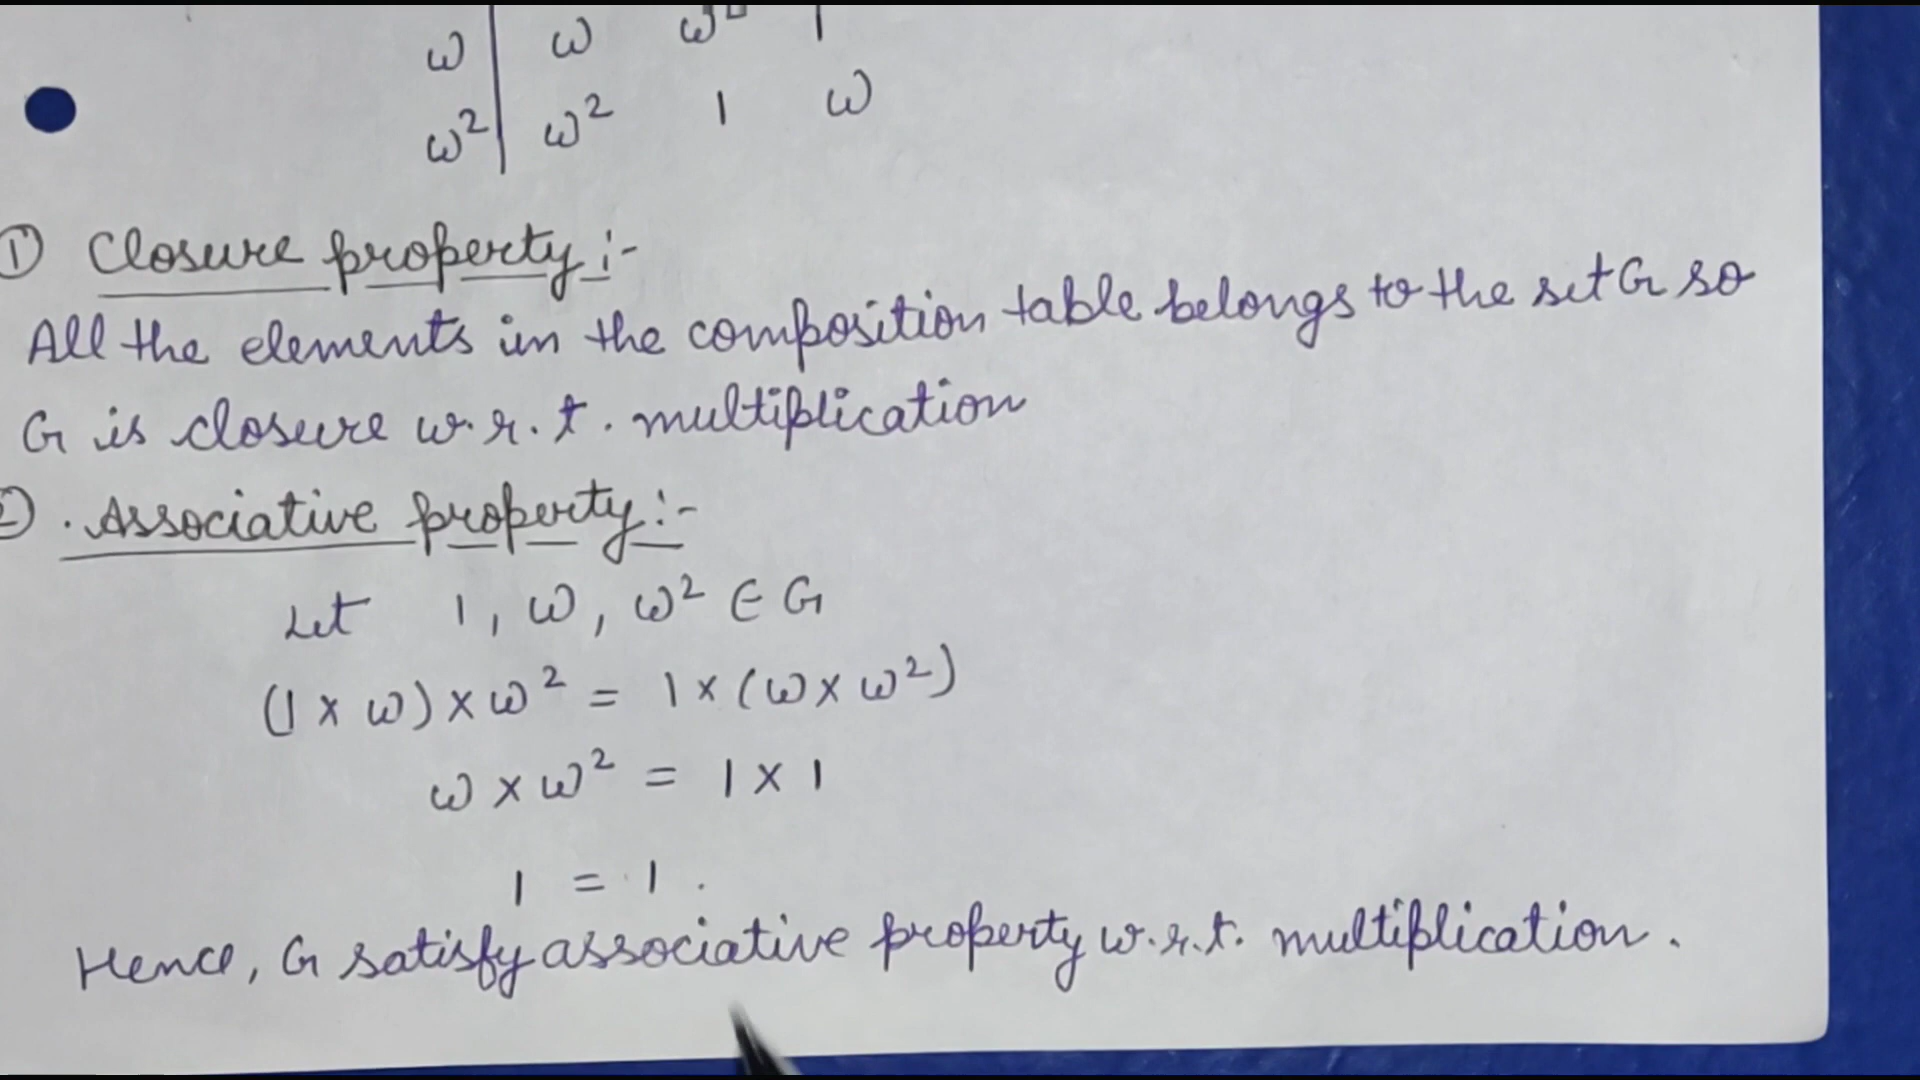 ω | ω ω² 1
ω² | ω² 1 ω
① Closure property :-
All the elements in the composition table belongs to the set G so
G is closure w.r.t. multiplication
②. Associative property :-
Let 1, ω, ω² ∈ G
(1 × ω) × ω² = 1 × (ω × ω²)
ω × ω² = 1 × 1
1 = 1.
Hence, G satisfy associative property w.r.t. multiplication.